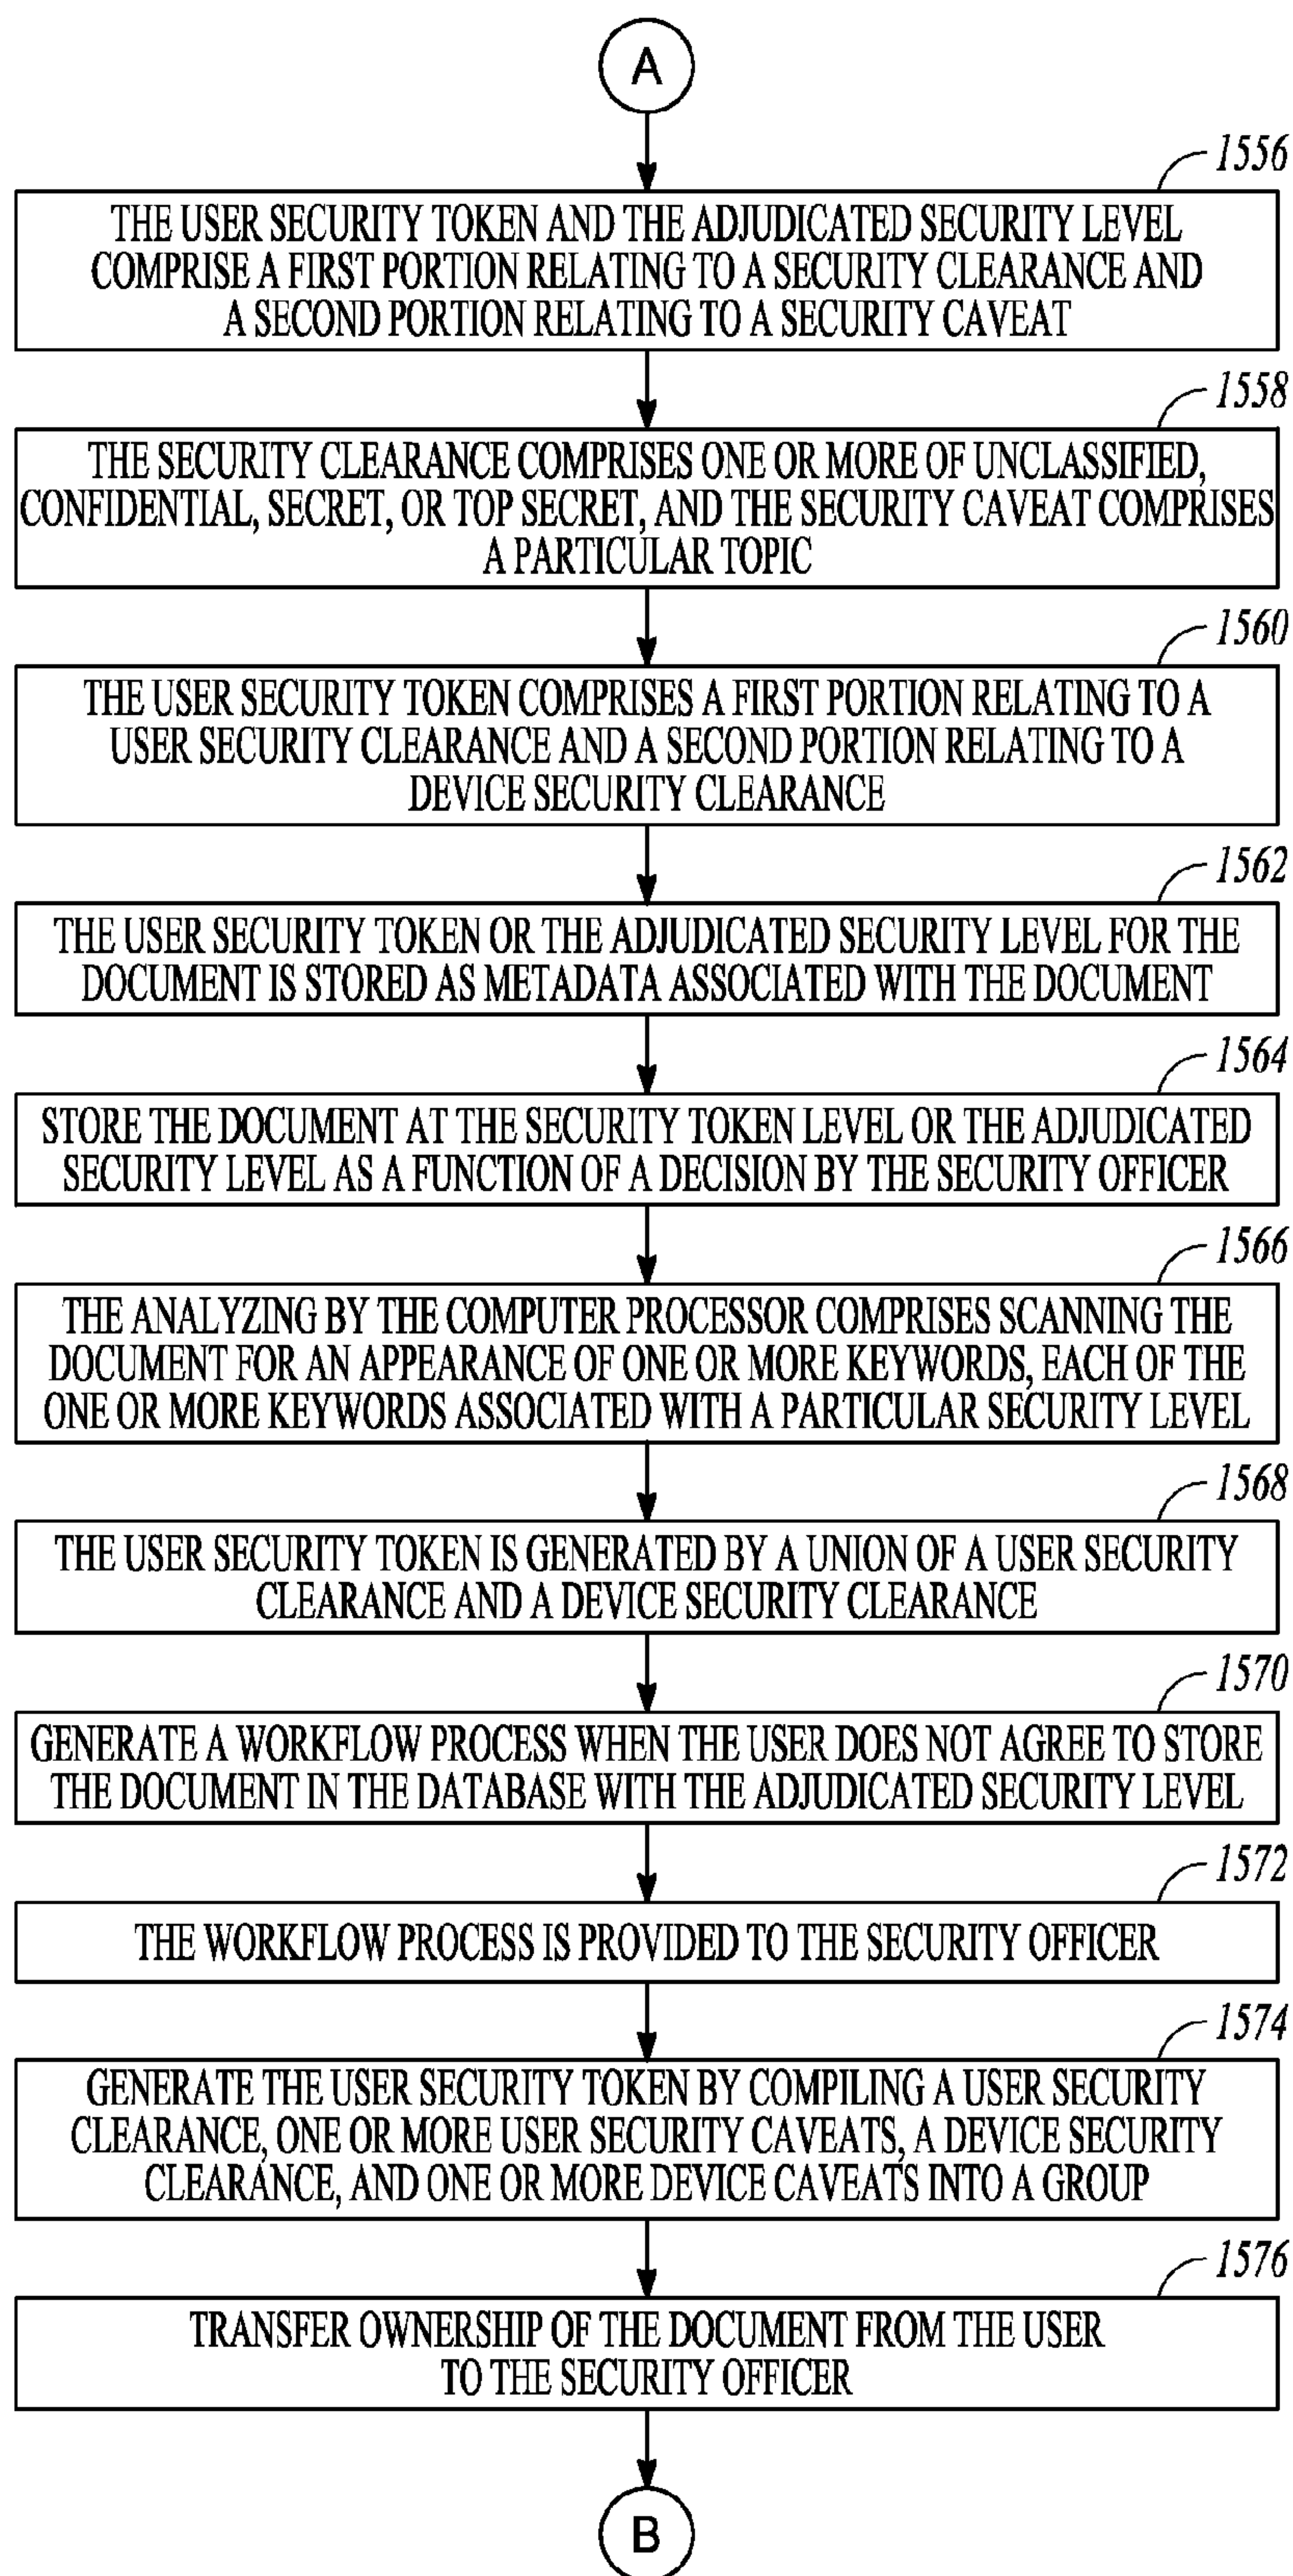 A
1556
THE USER SECURITY TOKEN AND THE ADJUDICATED SECURITY LEVEL
COMPRISE A FIRST PORTION RELATING TO A SECURITY CLEARANCE AND
A SECOND PORTION RELATING TO A SECURITY CAVEAT
1558
THE SECURITY CLEARANCE COMPRISES ONE OR MORE OF UNCLASSIFIED,
CONFIDENTIAL, SECRET, OR TOP SECRET, AND THE SECURITY CAVEAT COMPRISES
A PARTICULAR TOPIC
1560
THE USER SECURITY TOKEN COMPRISES A FIRST PORTION RELATING TO A
USER SECURITY CLEARANCE AND A SECOND PORTION RELATING TO A
DEVICE SECURITY CLEARANCE
1562
THE USER SECURITY TOKEN OR THE ADJUDICATED SECURITY LEVEL FOR THE
DOCUMENT IS STORED AS METADATA ASSOCIATED WITH THE DOCUMENT
1564
STORE THE DOCUMENT AT THE SECURITY TOKEN LEVEL OR THE ADJUDICATED
SECURITY LEVEL AS A FUNCTION OF A DECISION BY THE SECURITY OFFICER
1566
THE ANALYZING BY THE COMPUTER PROCESSOR COMPRISES SCANNING THE
DOCUMENT FOR AN APPEARANCE OF ONE OR MORE KEYWORDS, EACH OF THE
ONE OR MORE KEYWORDS ASSOCIATED WITH A PARTICULAR SECURITY LEVEL
1568
THE USER SECURITY TOKEN IS GENERATED BY A UNION OF A USER SECURITY
CLEARANCE AND A DEVICE SECURITY CLEARANCE
1570
GENERATE A WORKFLOW PROCESS WHEN THE USER DOES NOT AGREE TO STORE
THE DOCUMENT IN THE DATABASE WITH THE ADJUDICATED SECURITY LEVEL
1572
THE WORKFLOW PROCESS IS PROVIDED TO THE SECURITY OFFICER
1574
GENERATE THE USER SECURITY TOKEN BY COMPILING A USER SECURITY
CLEARANCE, ONE OR MORE USER SECURITY CAVEATS, A DEVICE SECURITY
CLEARANCE, AND ONE OR MORE DEVICE CAVEATS INTO A GROUP
1576
TRANSFER OWNERSHIP OF THE DOCUMENT FROM THE USER
TO THE SECURITY OFFICER
B